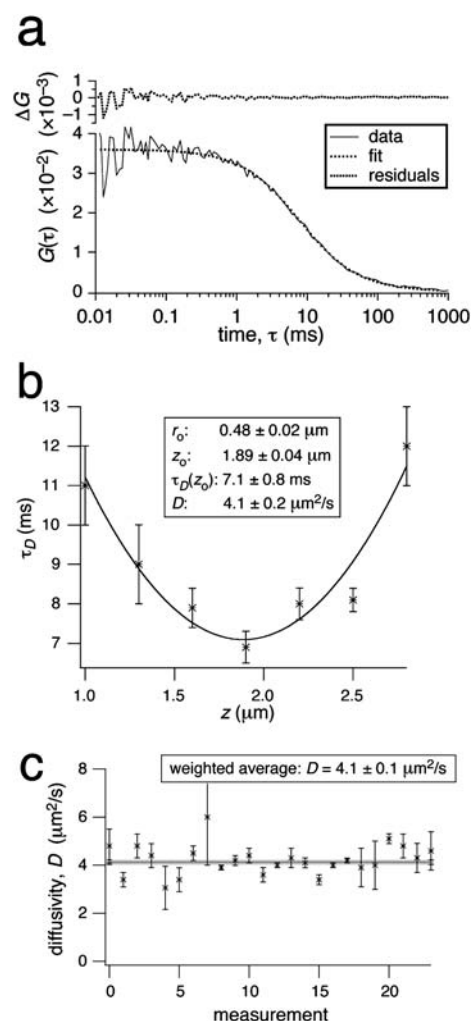 a
ΔG (×10⁻³)
1
0
−1
G(τ) (×10⁻²)
4
3
2
1
0
data
fit
residuals
0.01
0.1
1
10
100
1000
time, τ (ms)
b
τD (ms)
13
12
11
10
9
8
7
r₀: 0.48 ± 0.02 μm
z₀: 1.89 ± 0.04 μm
τD(z₀): 7.1 ± 0.8 ms
D: 4.1 ± 0.2 μm²/s
1.0
1.5
2.0
2.5
z (μm)
c
diffusivity, D (μm²/s)
8
6
4
2
0
weighted average: D = 4.1 ± 0.1 μm²/s
0
5
10
15
20
measurement